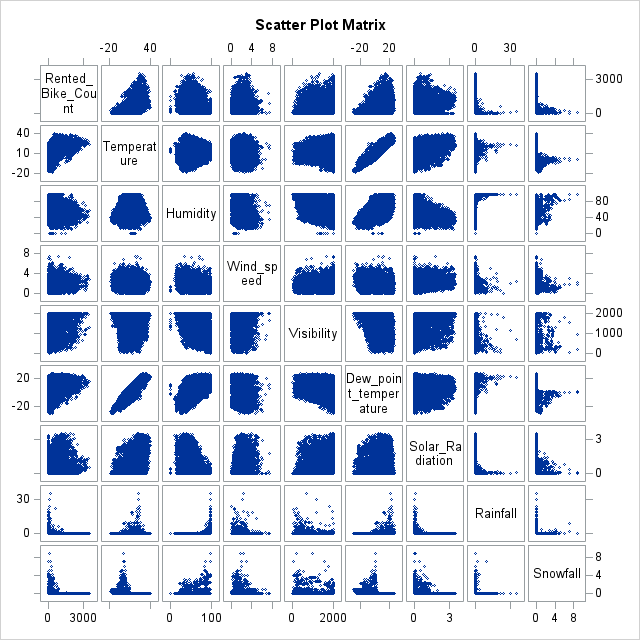 Scatter Plot Matrix
-20 40 0 4 8 -20 20 0 30
Rented_
Bike_Cou
nt
3000
0
40
10
-20
Temperat
ure
Humidity
80
40
0
8
4
0
Wind_sp
eed
Visibility
2000
1000
0
20
-20
Dew_poin
t_temper
ature
Solar_Ra
diation
3
0
30
0
Rainfall
Snowfall
8
4
0
0 3000 0 100 0 2000 0 3 0 4 8